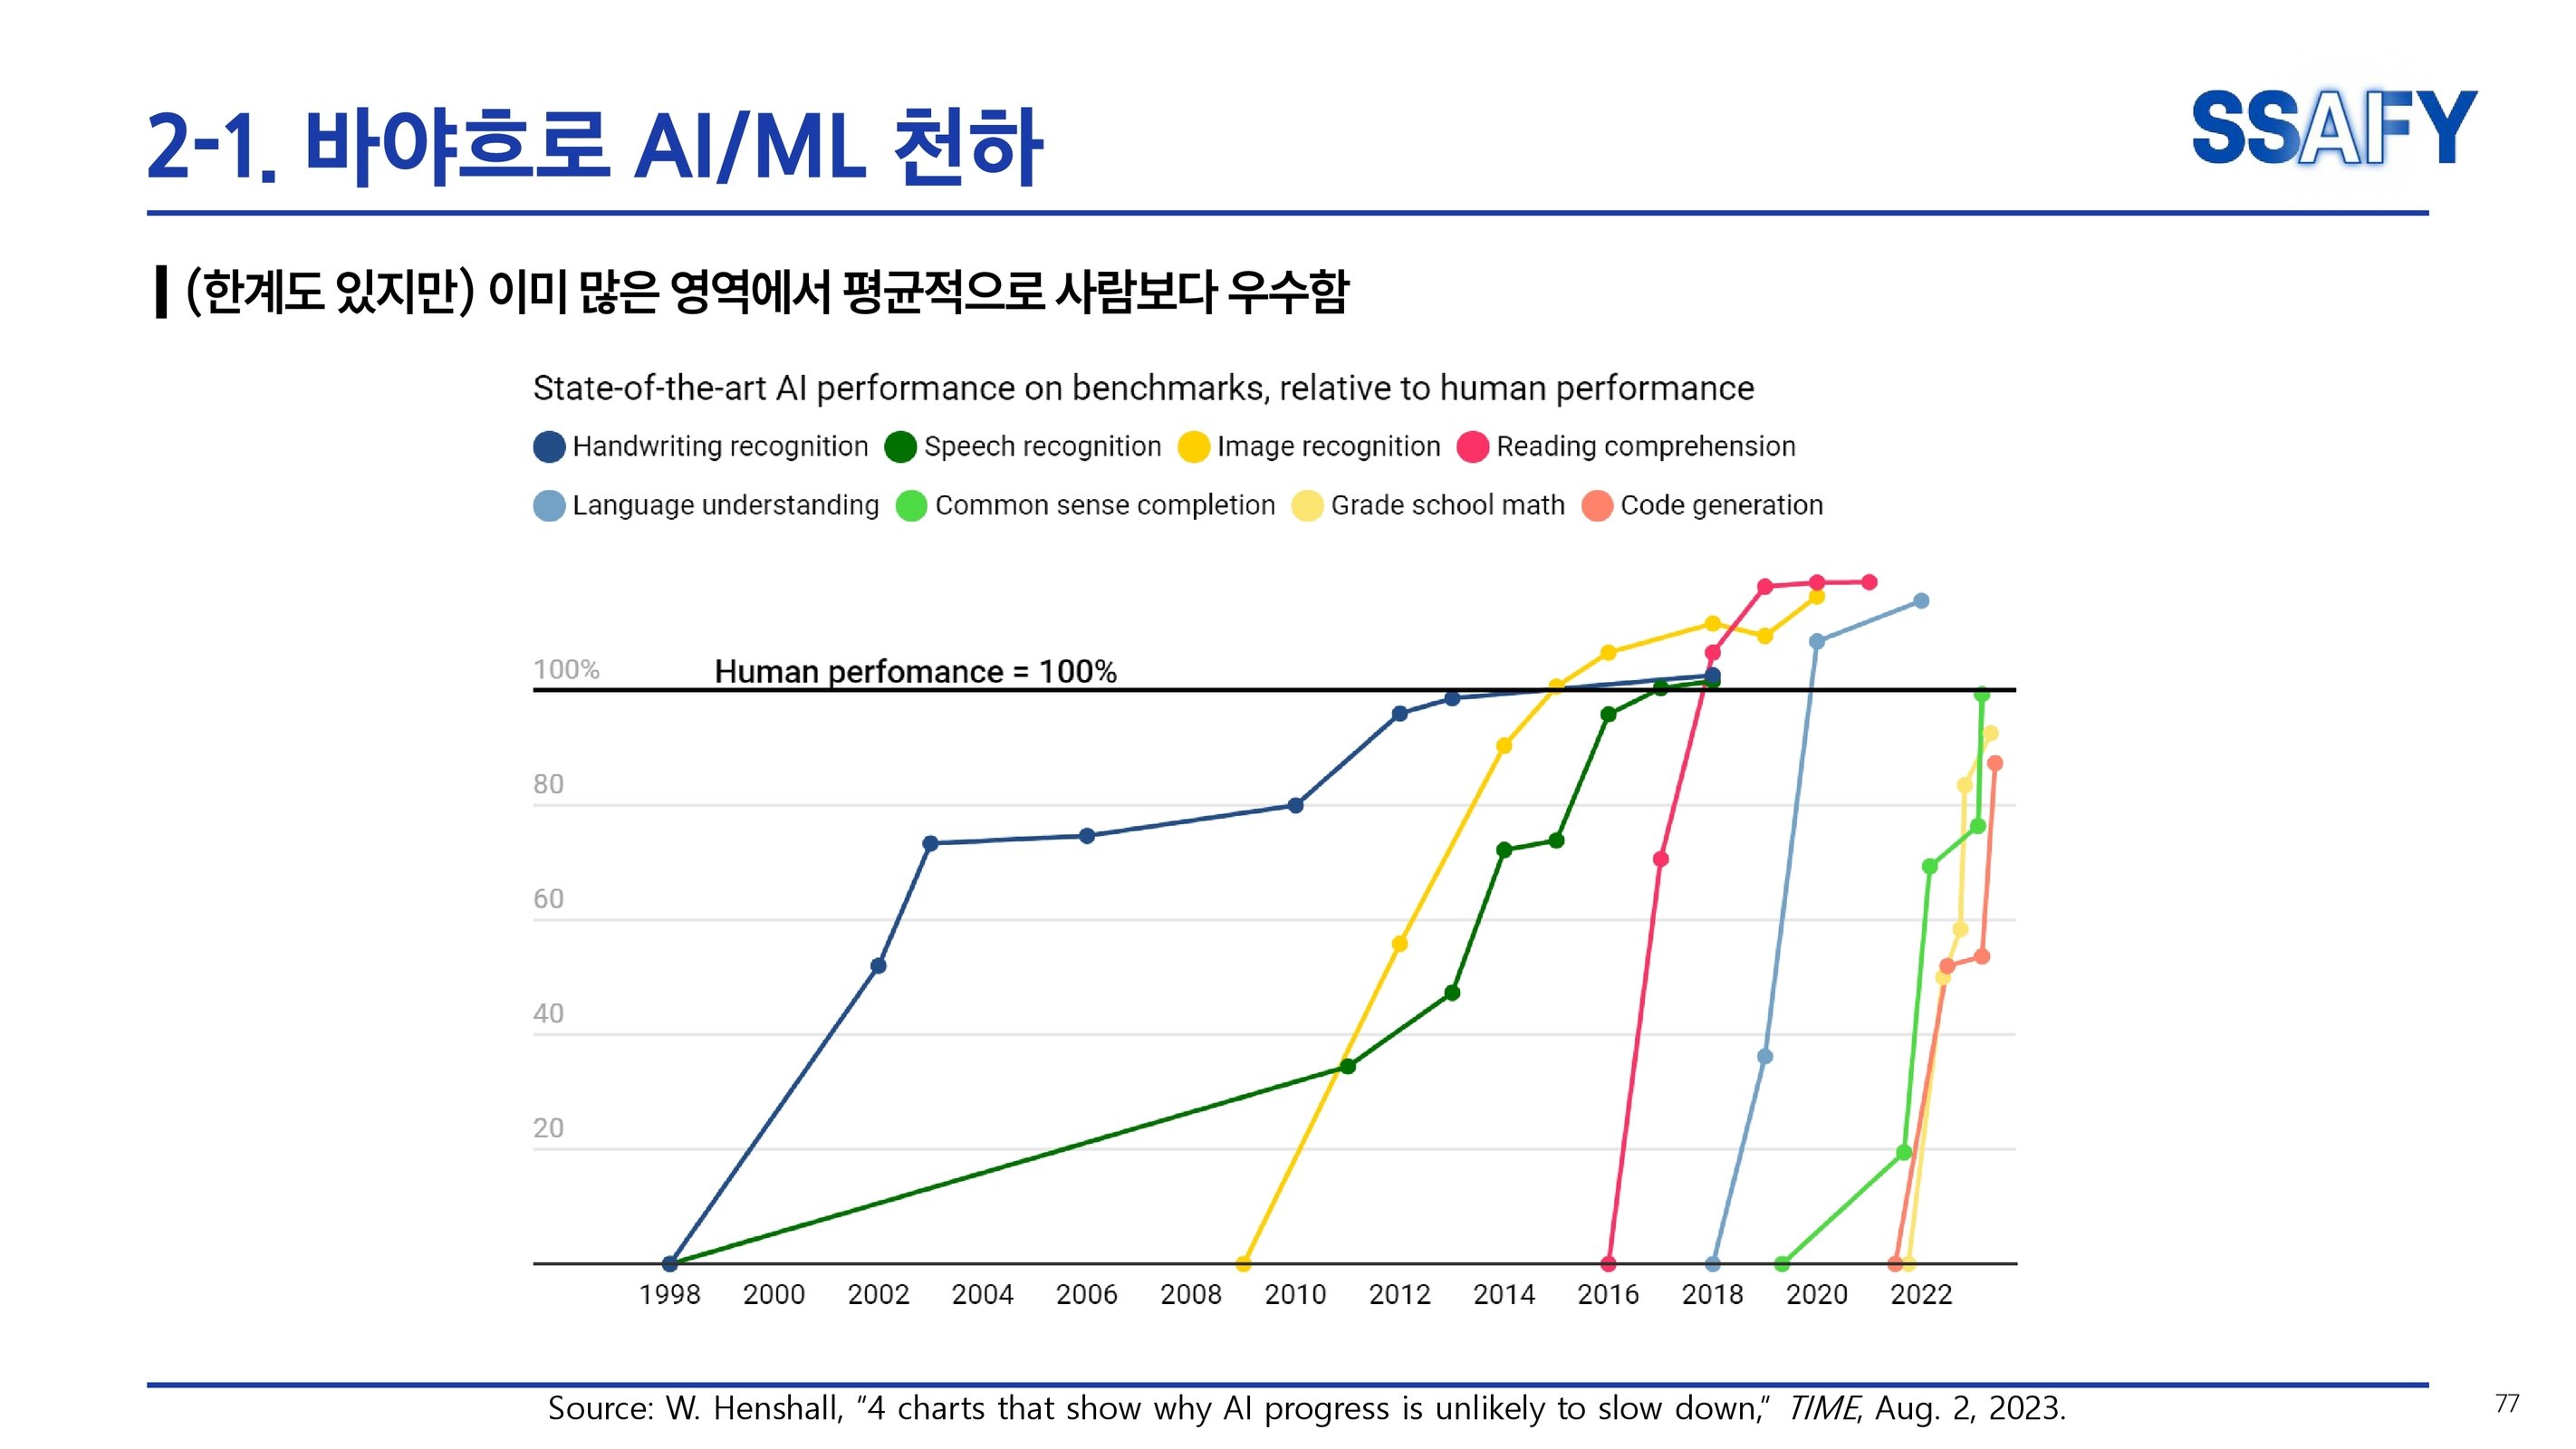 2-1. 바야흐로 AI/ML 천하
SSAFY
(한계도 있지만) 이미 많은 영역에서 평균적으로 사람보다 우수함
State-of-the-art AI performance on benchmarks, relative to human performance
Handwriting recognition Speech recognition Image recognition Reading comprehension
Language understanding Common sense completion Grade school math Code generation
100% Human perfomance = 100%
80
60
40
20
1998 2000 2002 2004 2006 2008 2010 2012 2014 2016 2018 2020 2022
Source: W. Henshall, “4 charts that show why AI progress is unlikely to slow down,” TIME, Aug. 2, 2023.
77